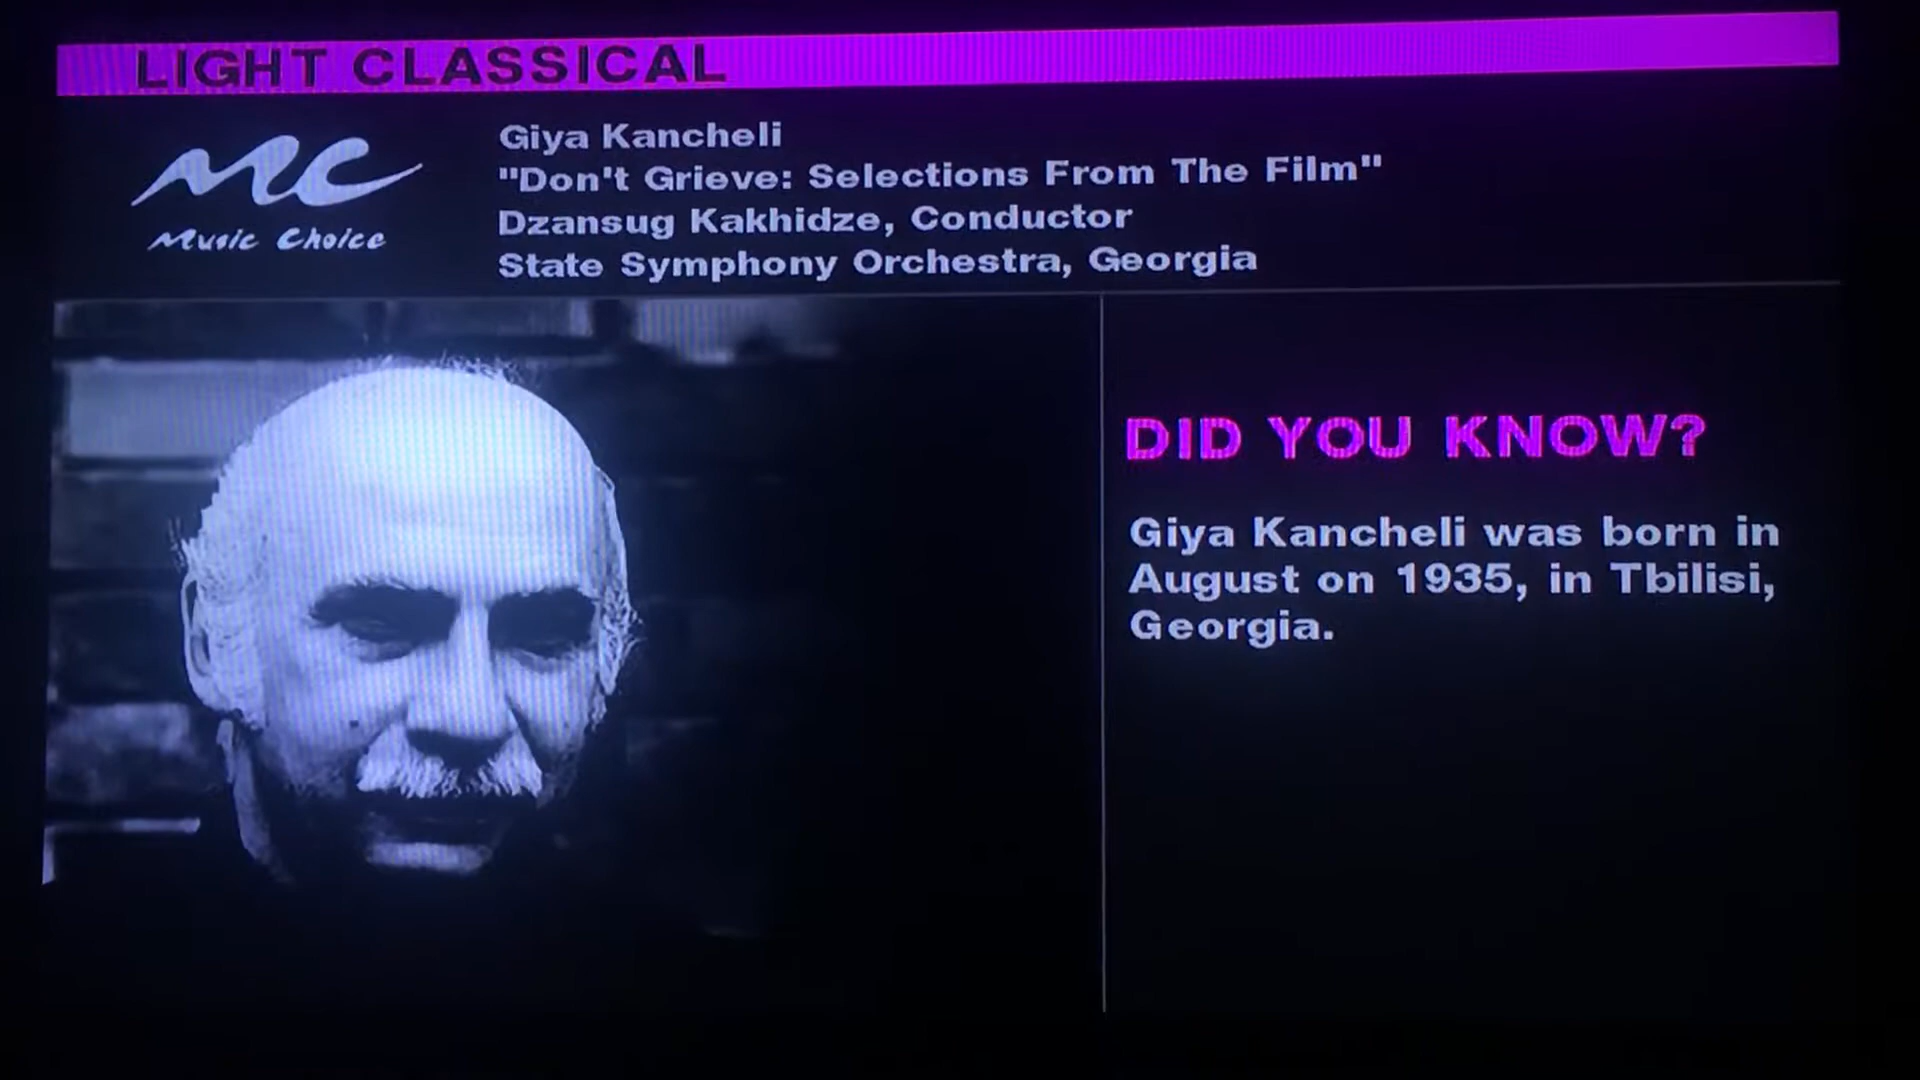 LIGHT CLASSICAL
MC
Music Choice
Giya Kancheli
"Don't Grieve: Selections From The Film"
Dzansug Kakhidze, Conductor
State Symphony Orchestra, Georgia
DID YOU KNOW?
Giya Kancheli was born in
August on 1935, in Tbilisi,
Georgia.